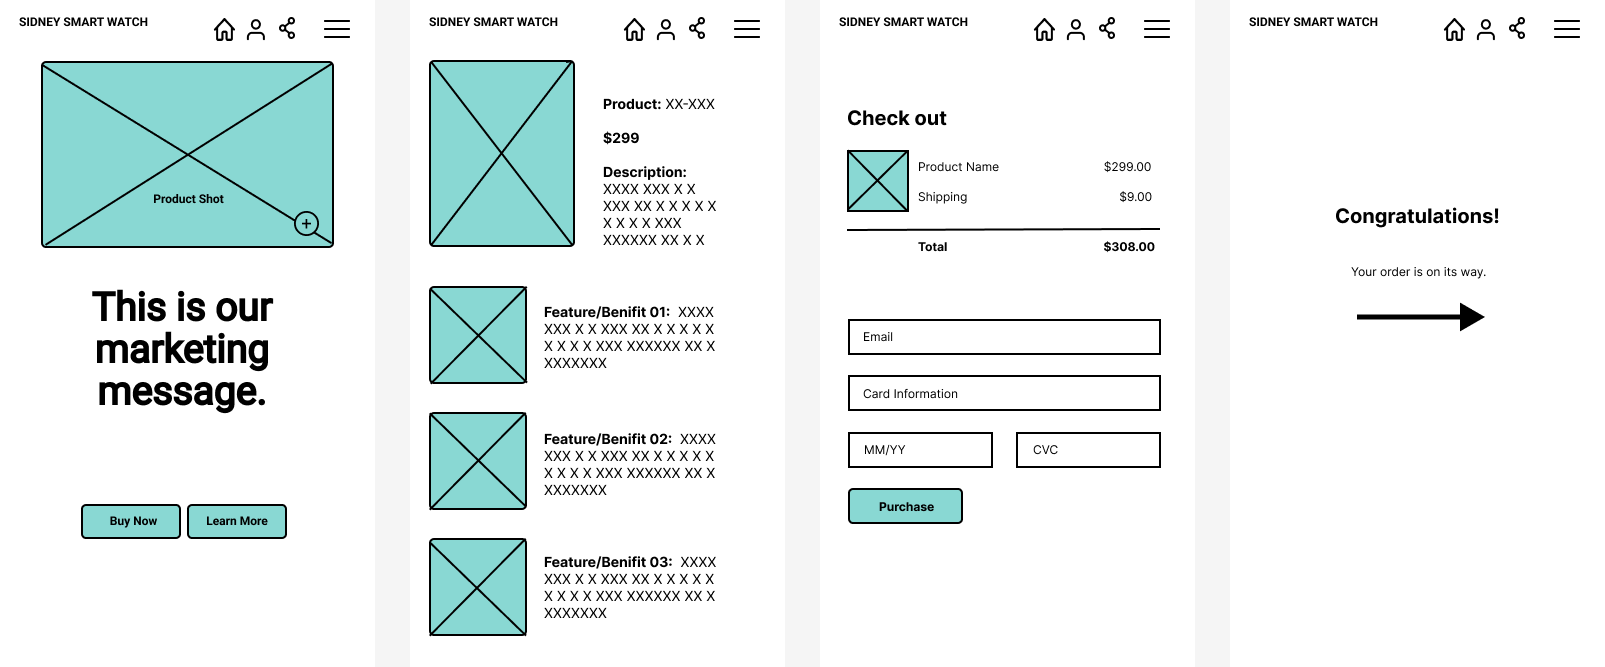 SIDNEY SMART WATCH
Product Shot
This is our
marketing
message.
Buy Now
Learn More
SIDNEY SMART WATCH
Product: XX-XXX
$299
Description:
XXXX XXX X X
XXX XX X X X X X
X X X X XXX
XXXXXX XX X X
Feature/Benifit 01: XXXX
XXX X X XXX XX X X X X X
X X X X XXX XXXXXX XX X
XXXXXXX
Feature/Benifit 02: XXXX
XXX X X XXX XX X X X X X
X X X X XXX XXXXXX XX X
XXXXXXX
Feature/Benifit 03: XXXX
XXX X X XXX XX X X X X X
X X X X XXX XXXXXX XX X
XXXXXXX
SIDNEY SMART WATCH
Check out
Product Name $299.00
Shipping $9.00
Total $308.00
Email
Card Information
MM/YY CVC
Purchase
SIDNEY SMART WATCH
Congratulations!
Your order is on its way.